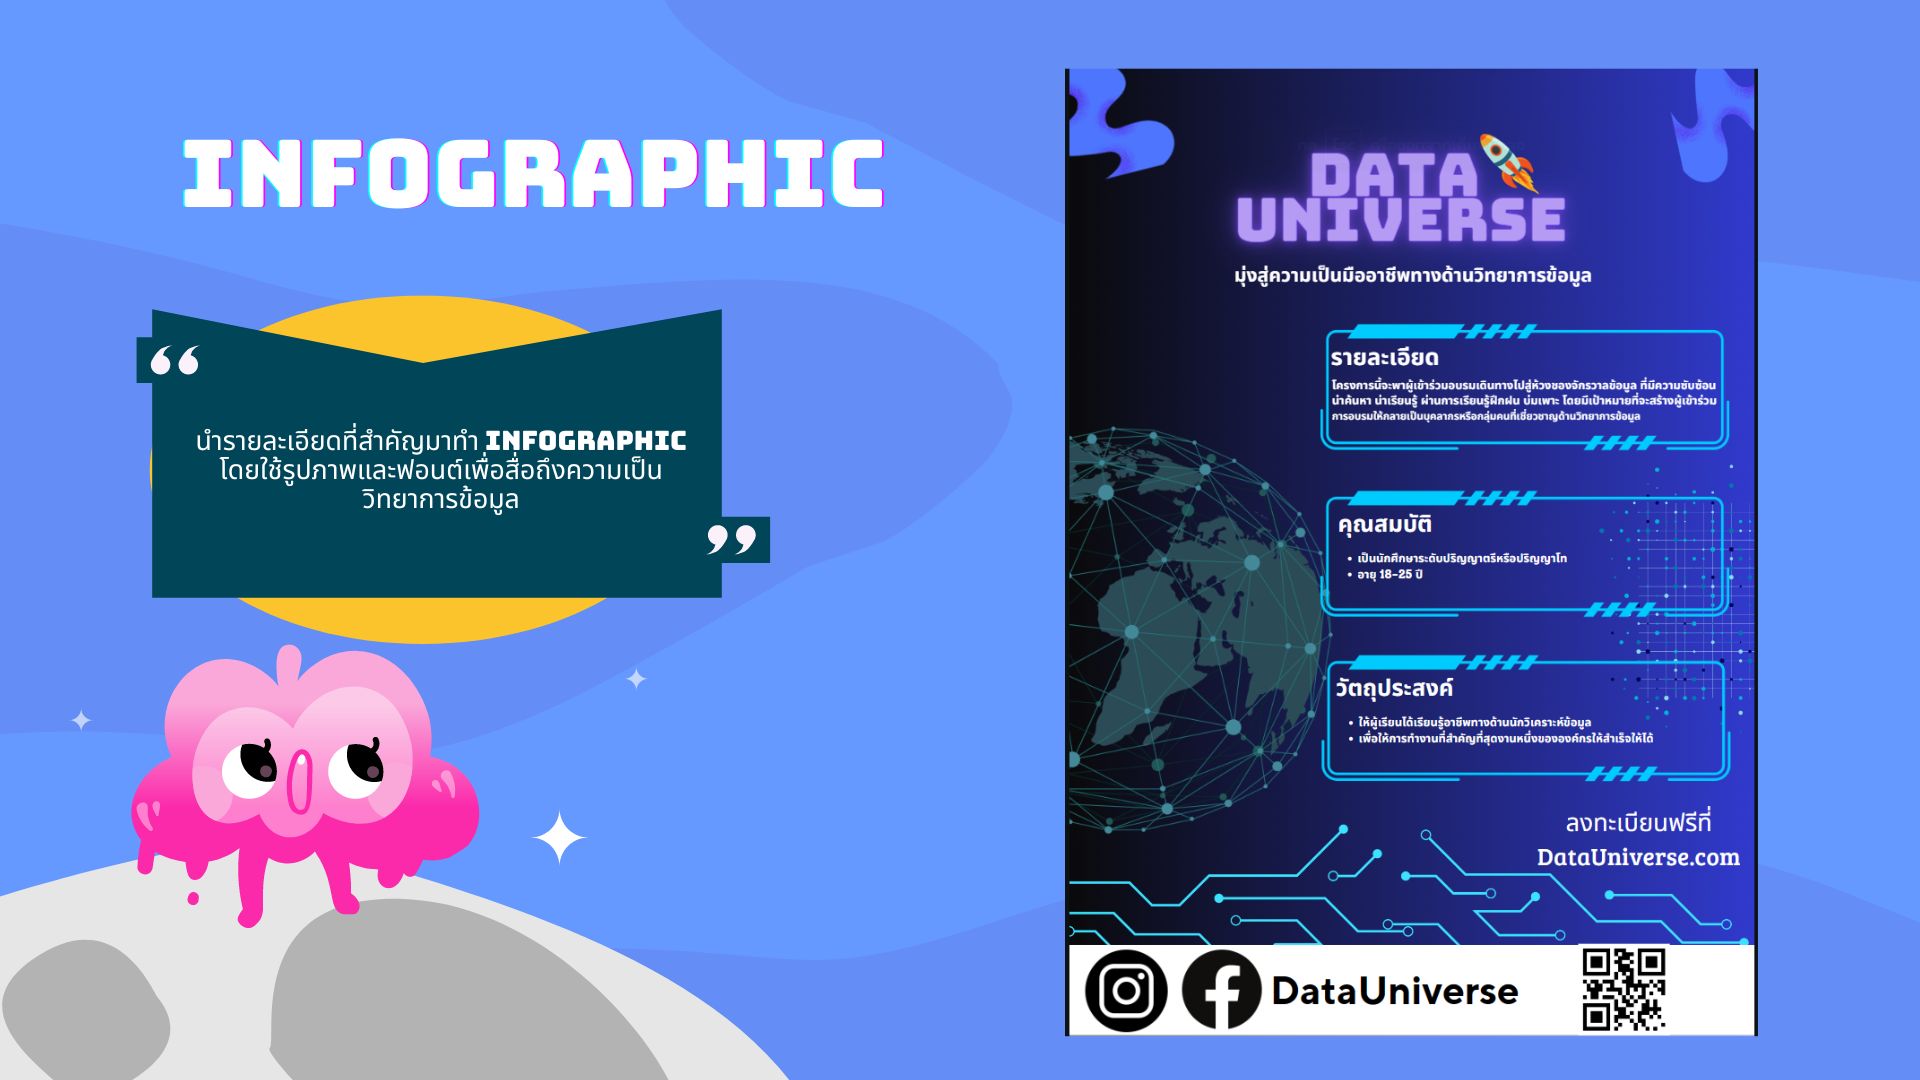 INFOGRAPHIC
“
นำรายละเอียดที่สำคัญมาทำ INFOGRAPHIC
โดยใช้รูปภาพและฟอนต์เพื่อสื่อถึงความเป็น
วิทยาการข้อมูล
”
DATA
UNIVERSE
มุ่งสู่ความเป็นมืออาชีพทางด้านวิทยาการข้อมูล
รายละเอียด
โครงการนี้จะพาผู้เข้าร่วมอบรมเดินทางไปสู่ห้วงของจักรวาลข้อมูล ที่มีความซับซ้อน
น่าค้นหา น่าเรียนรู้ ผ่านการเรียนรู้ฝึกฝน บ่มเพาะ โดยมีเป้าหมายที่จะสร้างผู้เข้าร่วม
การอบรมให้กลายเป็นบุคลากรหรือกลุ่มคนที่เชี่ยวชาญด้านวิทยาการข้อมูล
คุณสมบัติ
• เป็นนักศึกษาระดับปริญญาตรีหรือปริญญาโท
• อายุ 18-25 ปี
วัตถุประสงค์
• ให้ผู้เรียนได้เรียนรู้อาชีพทางด้านนักวิเคราะห์ข้อมูล
• เพื่อให้การทำงานที่สำคัญที่สุดงานหนึ่งขององค์กรให้สำเร็จให้ได้
ลงทะเบียนฟรีที่
DataUniverse.com
DataUniverse